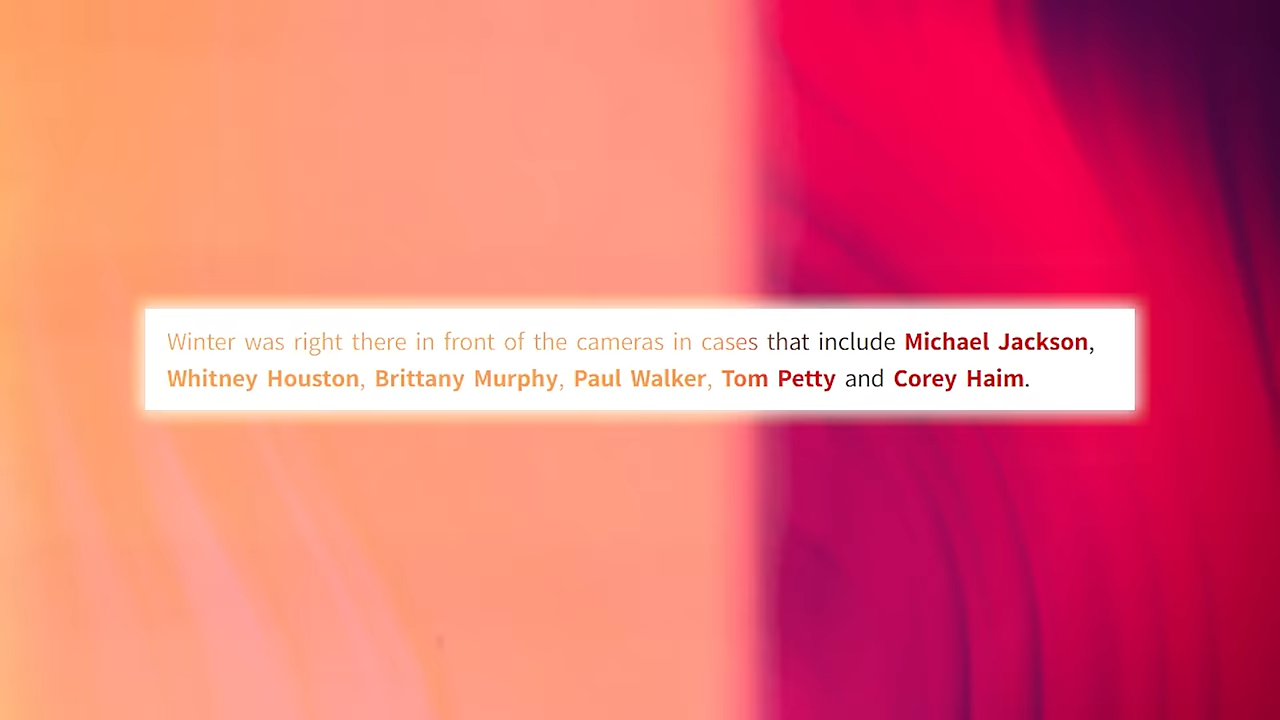 Winter was right there in front of the cameras in cases that include Michael Jackson,
Whitney Houston, Brittany Murphy, Paul Walker, Tom Petty and Corey Haim.